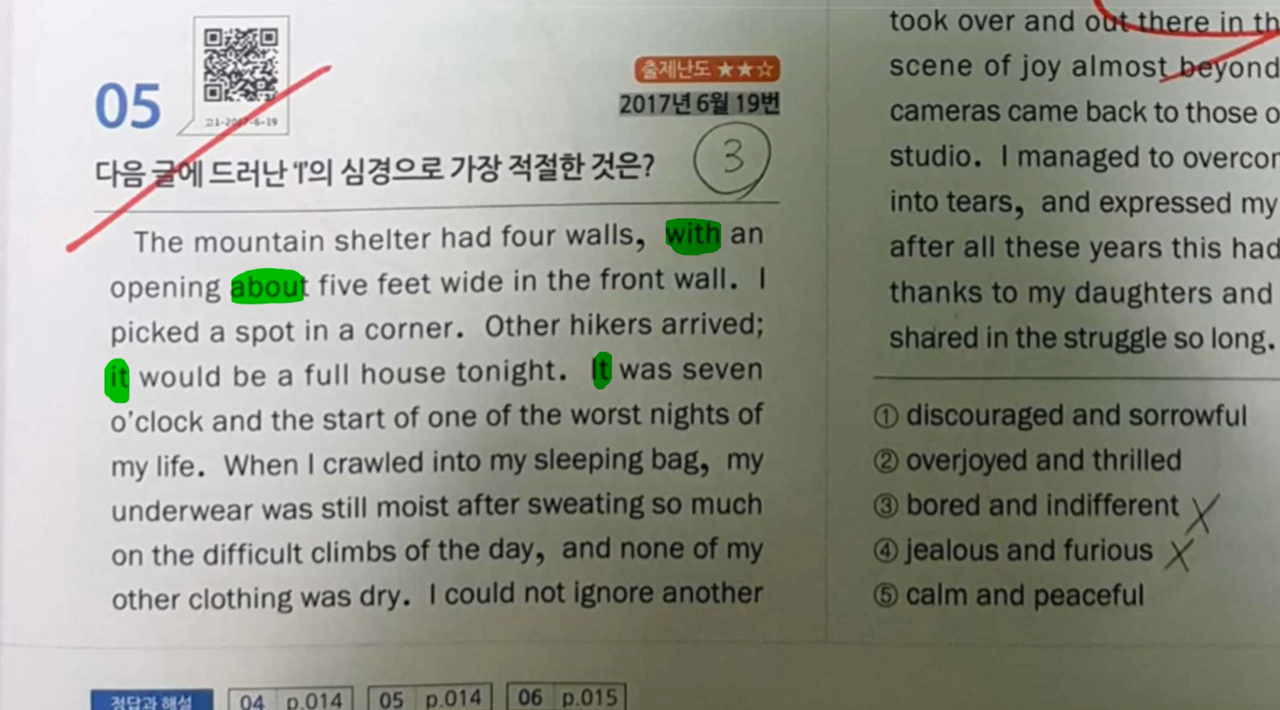 05
고1-2017-6-19
출제난도 ★★☆
2017년 6월 19번
다음 글에 드러난 'I'의 심경으로 가장 적절한 것은?
3
The mountain shelter had four walls, with an
opening about five feet wide in the front wall. I
picked a spot in a corner. Other hikers arrived;
it would be a full house tonight. It was seven
o'clock and the start of one of the worst nights of
my life. When I crawled into my sleeping bag, my
underwear was still moist after sweating so much
on the difficult climbs of the day, and none of my
other clothing was dry. I could not ignore another
정답과 해설 04 p.014 05 p.014 06 p.015
took over and out there in th
scene of joy almost beyond
cameras came back to those o
studio. I managed to overcor
into tears, and expressed my
after all these years this had
thanks to my daughters and
shared in the struggle so long.
① discouraged and sorrowful
② overjoyed and thrilled
③ bored and indifferent X
④ jealous and furious X
⑤ calm and peaceful